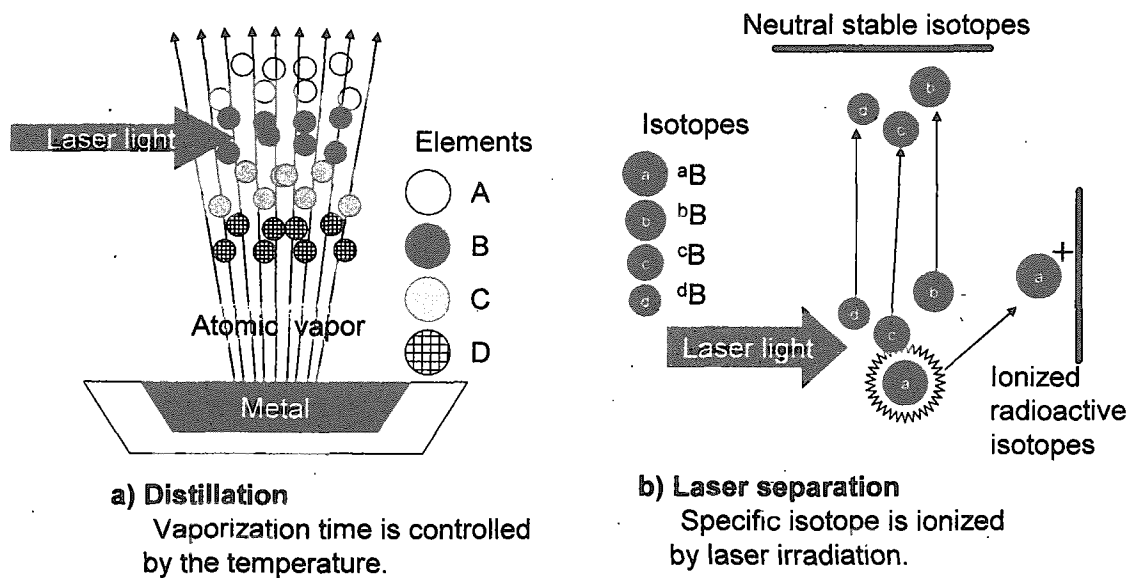 Laser light
Elements
A
B
C
D
Atomic vapor
Metal
a) Distillation
Vaporization time is controlled
by the temperature.
Neutral stable isotopes
Isotopes
a ᵃB
b ᵇB
c ᶜB
d ᵈB
b
d
c
a +
b
d
c
a
Laser light
Ionized
radioactive
isotopes
b) Laser separation
Specific isotope is ionized
by laser irradiation.